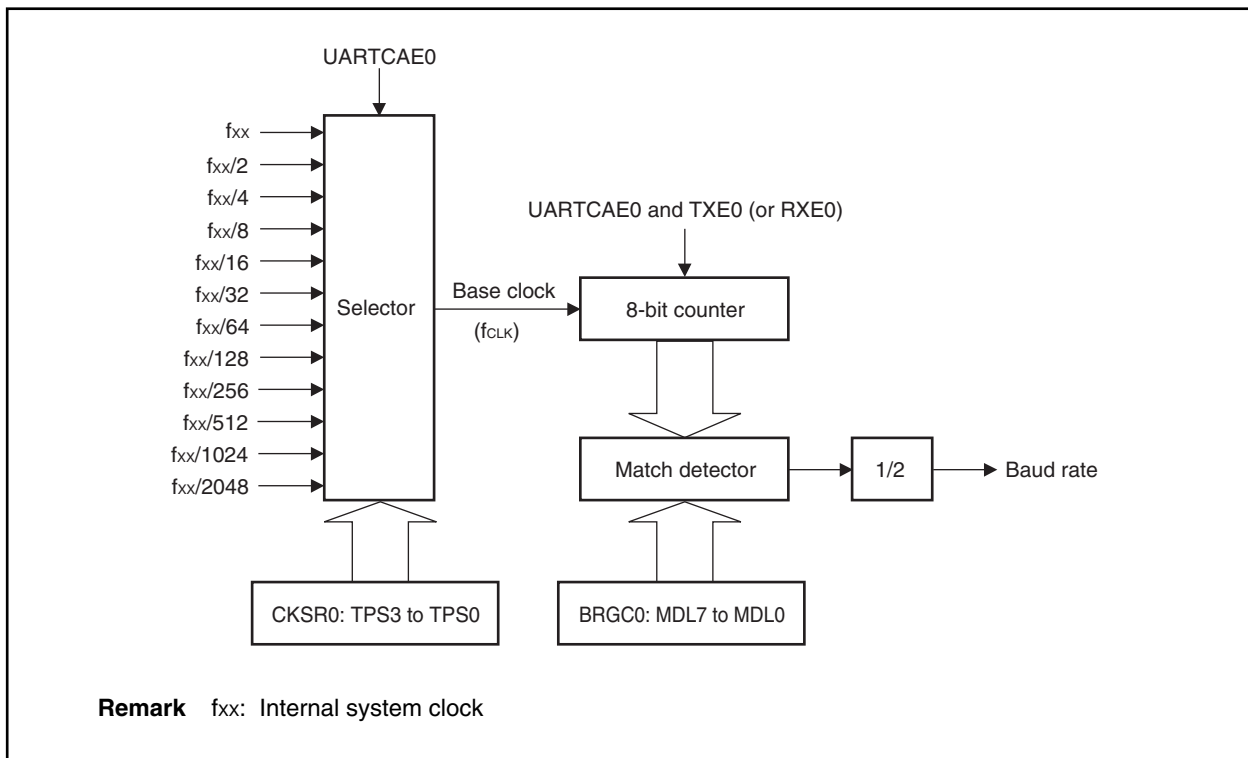 UARTCAE0
fxx
fxx/2
fxx/4
fxx/8
fxx/16
fxx/32
fxx/64
fxx/128
fxx/256
fxx/512
fxx/1024
fxx/2048
Selector
Base clock
(fCLK)
UARTCAE0 and TXE0 (or RXE0)
8-bit counter
Match detector
1/2
Baud rate
CKSR0: TPS3 to TPS0
BRGC0: MDL7 to MDL0
Remark fxx: Internal system clock